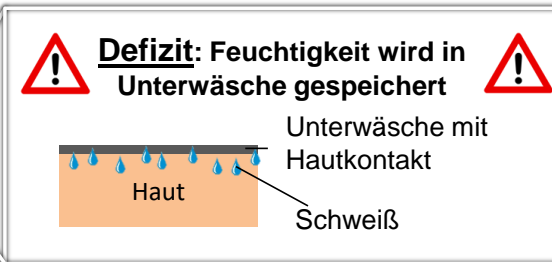 Defizit: Feuchtigkeit wird in
Unterwäsche gespeichert
Unterwäsche mit
Hautkontakt
Haut
Schweiß